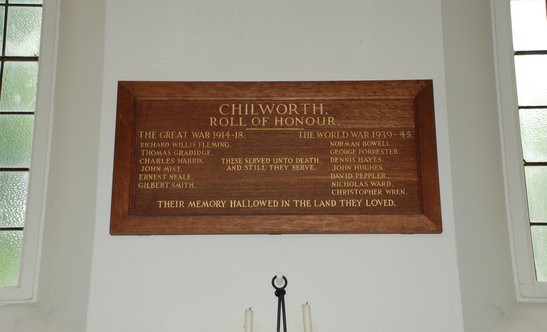 CHILWORTH.
ROLL OF HONOUR.
THE GREAT WAR 1914-18.
RICHARD WILLIS FLEMING.
THOMAS GRADIDGE.
CHARLES HARRIS.
JOHN MIST.
ERNEST NEALE.
GILBERT SMITH.
THESE SERVED UNTO DEATH,
AND STILL THEY SERVE.
THE WORLD WAR 1939-45.
NORMAN BOWELL.
GEORGE FORRESTER.
DENNIS HAYES.
JOHN HUGHES.
DAVID PEPPLER.
NICHOLAS WARD.
CHRISTOPHER WREN.
THEIR MEMORY HALLOWED IN THE LAND THEY LOVED.